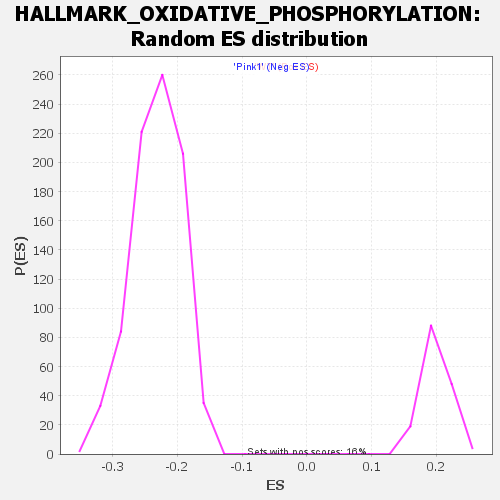 HALLMARK_OXIDATIVE_PHOSPHORYLATION:
Random ES distribution
'Pink1' (Neg ES)S)
260
240
220
200
180
160
140
120
100
80
60
40
20
0
P(ES)
Sets with pos scores: 16%
-0.3 -0.2 -0.1 0.0 0.1 0.2
ES